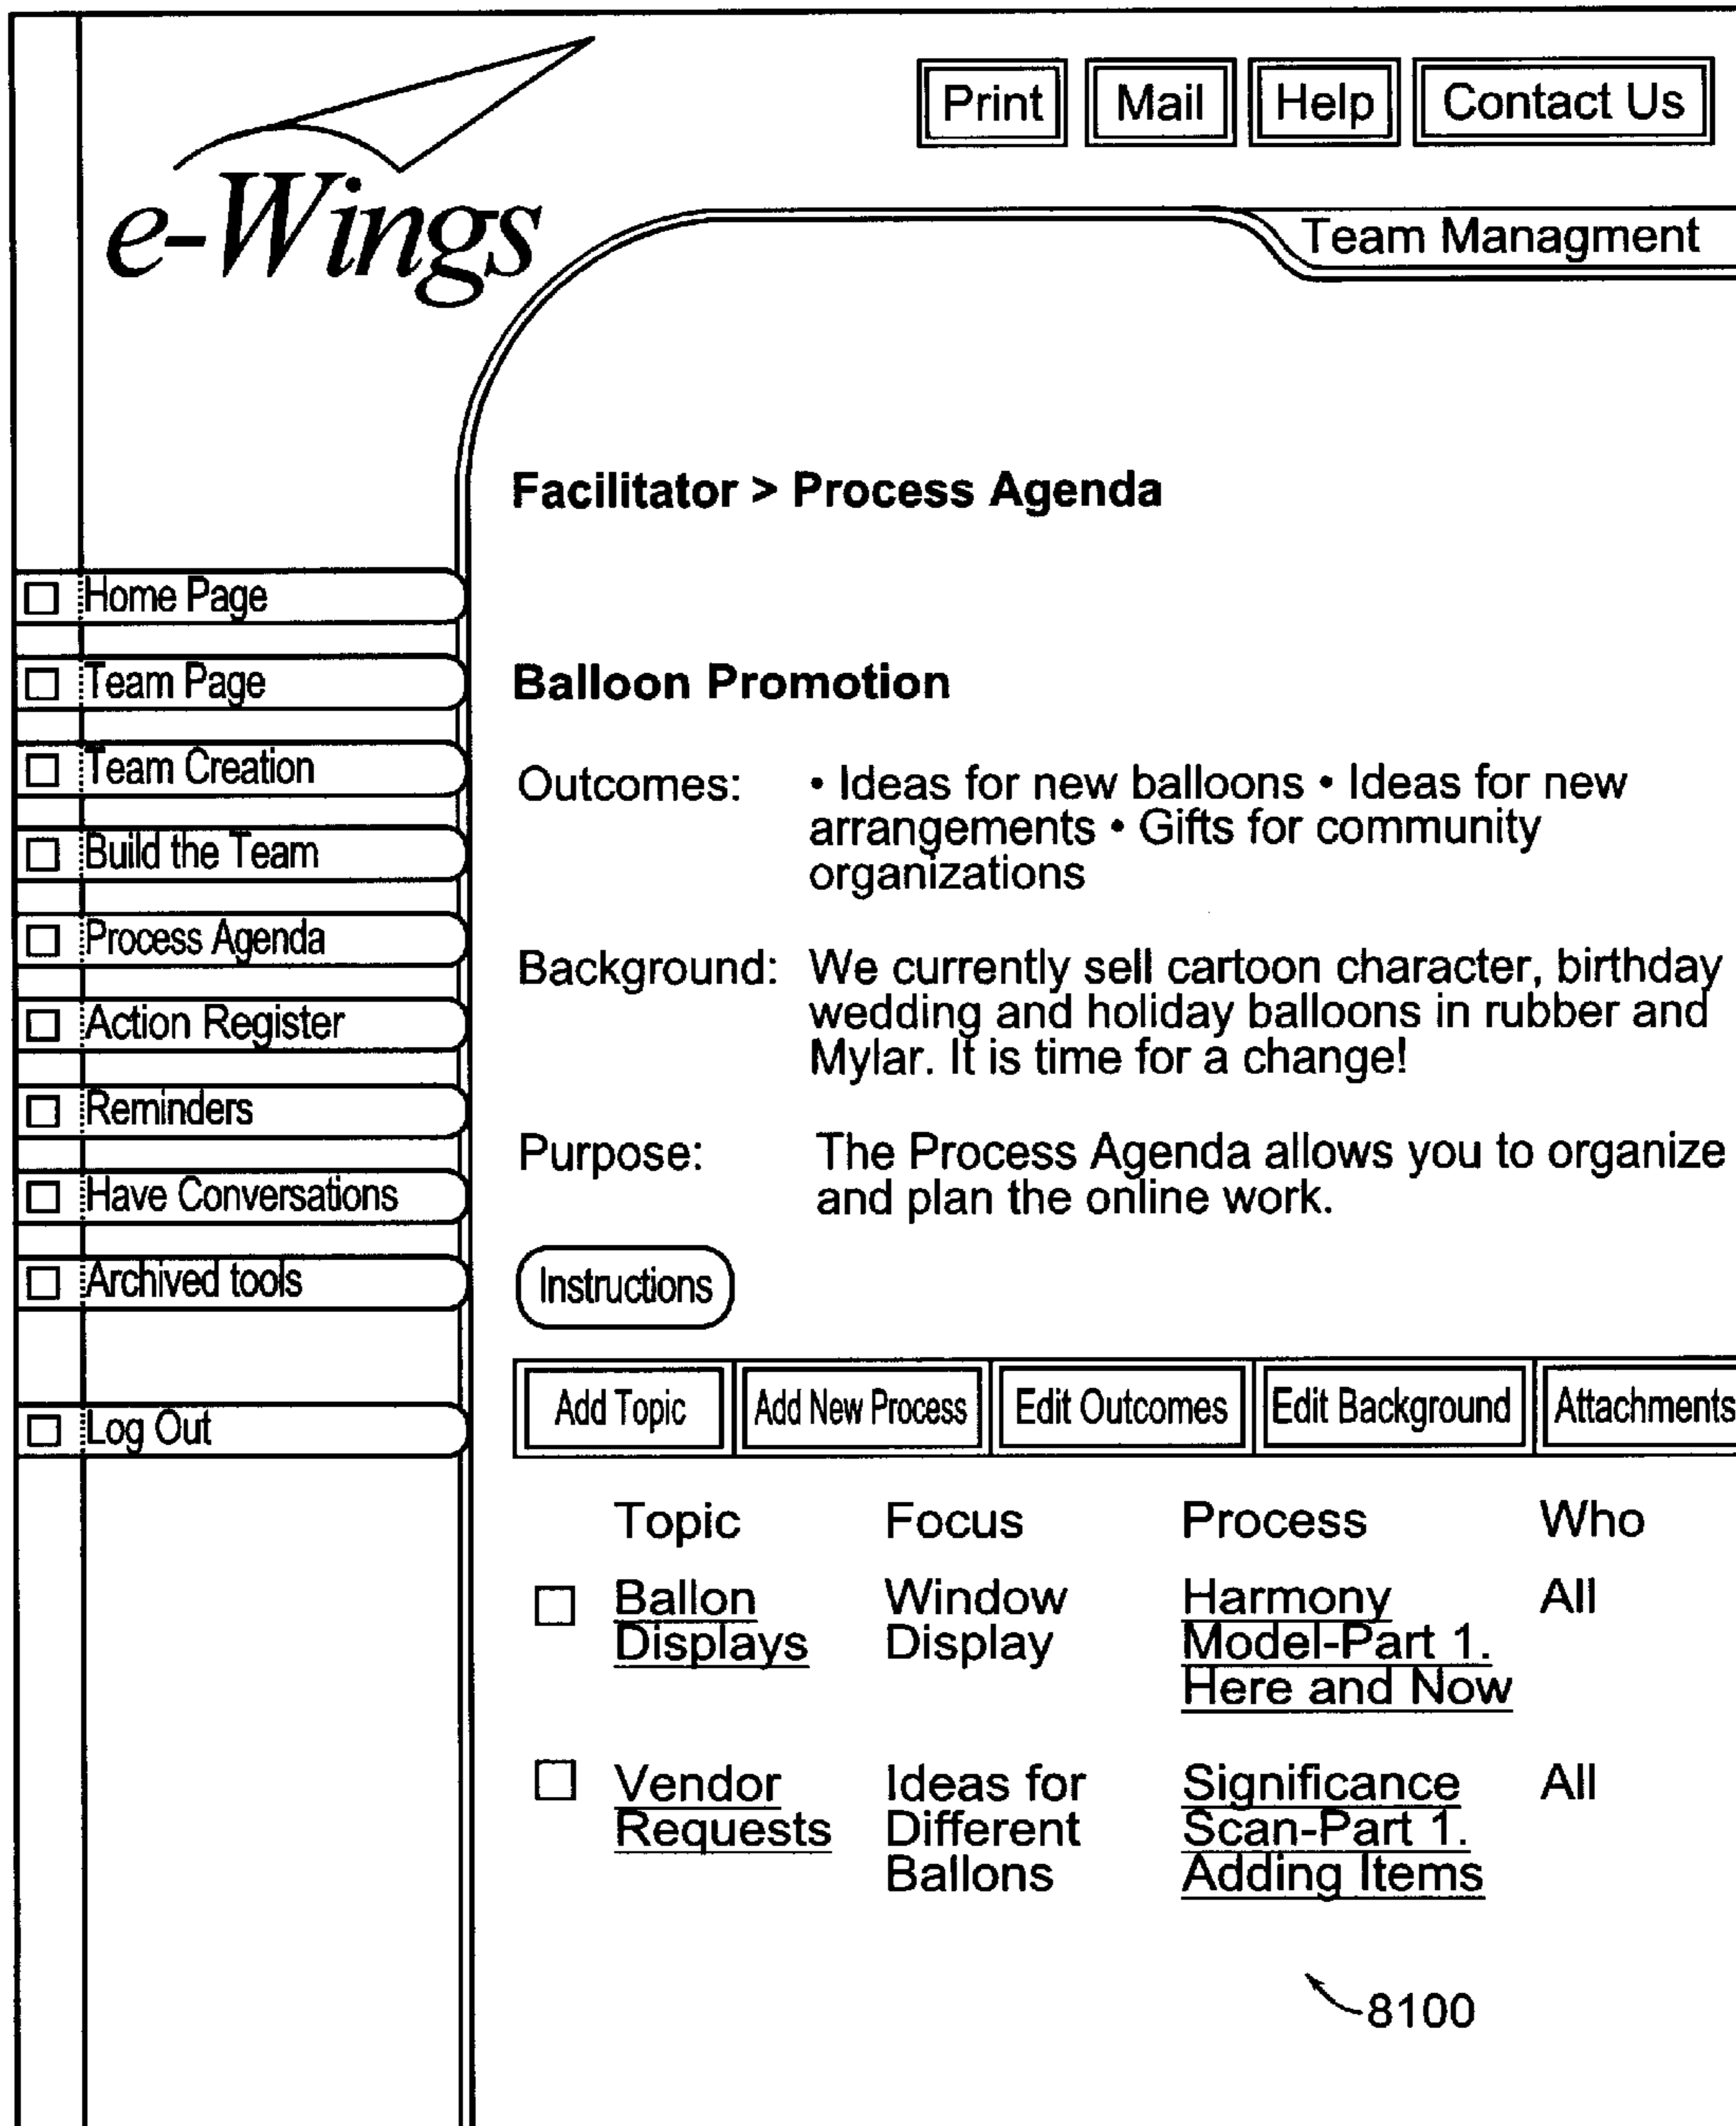 Print Mail Help Contact Us
e-Wings
Team Managment
Facilitator > Process Agenda
Home Page
Team Page
Team Creation
Build the Team
Process Agenda
Action Register
Reminders
Have Conversations
Archived tools
Log Out
Balloon Promotion
Outcomes: • Ideas for new balloons • Ideas for new
arrangements • Gifts for community
organizations
Background: We currently sell cartoon character, birthday
wedding and holiday balloons in rubber and
Mylar. It is time for a change!
Purpose: The Process Agenda allows you to organize
and plan the online work.
Instructions
Add Topic Add New Process Edit Outcomes Edit Background Attachments
Topic Focus Process Who
Ballon Window Harmony All
Displays Display Model-Part 1.
Here and Now
Vendor Ideas for Significance All
Requests Different Scan-Part 1.
Ballons Adding Items
8100